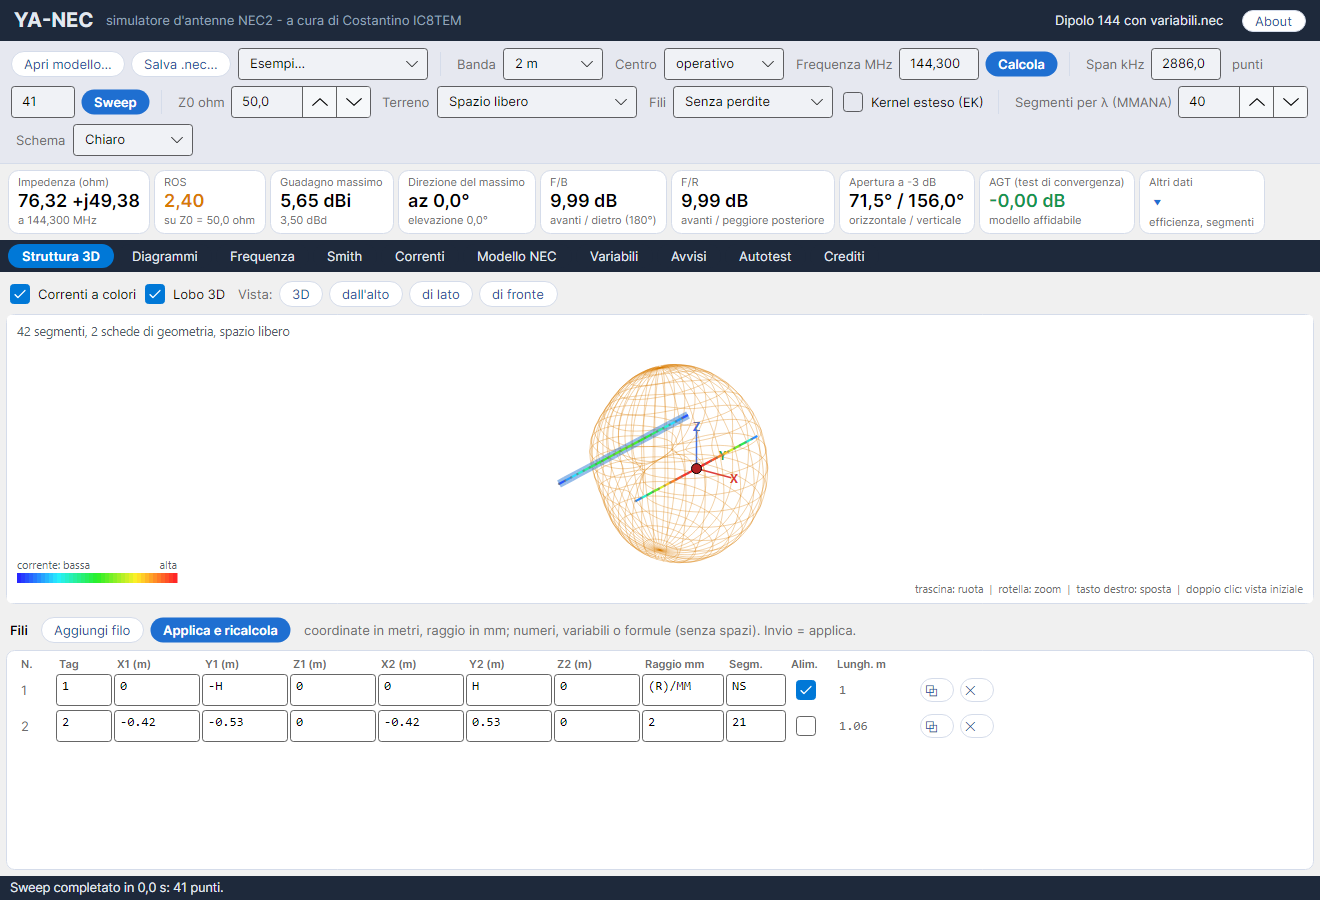 YA-NEC simulatore d'antenne NEC2 - a cura di Costantino IC8TEM Dipolo 144 con variabili.nec About
Apri modello... Salva .nec... Esempi... Banda 2 m Centro operativo Frequenza MHz 144,300 Calcola Span kHz 2886,0 punti
41 Sweep Z0 ohm 50,0 Terreno Spazio libero Fili Senza perdite Kernel esteso (EK) Segmenti per λ (MMANA) 40
Schema Chiaro
Impedenza (ohm) ROS Guadagno massimo Direzione del massimo F/B F/R Apertura a -3 dB AGT (test di convergenza) Altri dati
76,32 +j49,38 2,40 5,65 dBi az 0,0° 9,99 dB 9,99 dB 71,5° / 156,0° -0,00 dB
a 144,300 MHz su Z0 = 50,0 ohm 3,50 dBd elevazione 0,0° avanti / dietro (180°) avanti / peggiore posteriore orizzontale / verticale modello affidabile efficienza, segmenti
Struttura 3D Diagrammi Frequenza Smith Correnti Modello NEC Variabili Avvisi Autotest Crediti
Correnti a colori Lobo 3D Vista: 3D dall'alto di lato di fronte
42 segmenti, 2 schede di geometria, spazio libero
Z
Y
X
corrente: bassa alta
trascina: ruota | rotella: zoom | tasto destro: sposta | doppio clic: vista iniziale
Fili Aggiungi filo Applica e ricalcola coordinate in metri, raggio in mm; numeri, variabili o formule (senza spazi). Invio = applica.
N. Tag X1 (m) Y1 (m) Z1 (m) X2 (m) Y2 (m) Z2 (m) Raggio mm Segm. Alim. Lungh. m
1 1 0 -H 0 0 H 0 (R)/MM NS 1
2 2 -0.42 -0.53 0 -0.42 0.53 0 2 21 1.06
Sweep completato in 0,0 s: 41 punti.